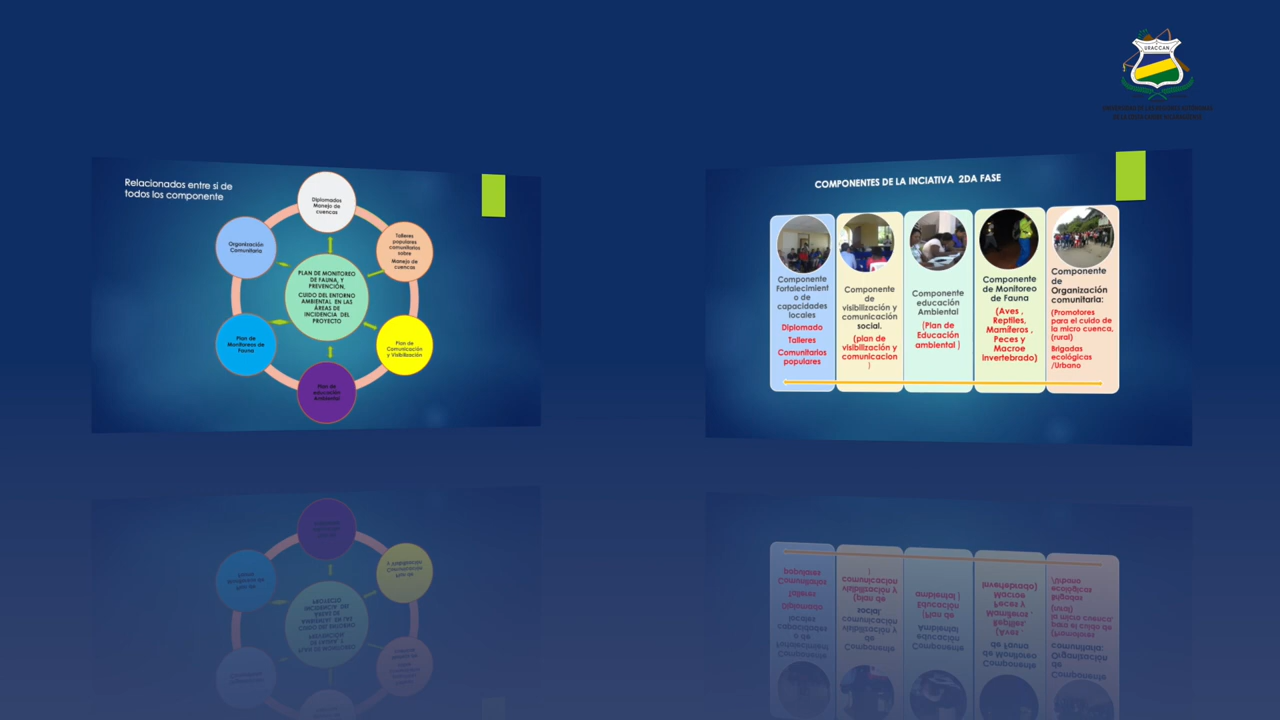 URACCAN
Relacionados entre si de
todos los componente
Diplomados
Manejo de
cuencas
Organización
Comunitaria
Talleres
populares
comunitarios
sobre
Manejo de
cuencas
PLAN DE MONITOREO
DE FAUNA, Y
PREVENCIÓN,
CUIDO DEL ENTORNO
AMBIENTAL EN LAS
ÁREAS DE
INCIDENCIA DEL
PROYECTO
Plan de
Monitoreos de
Fauna
Plan de
Comunicación
y Visibilización
Plan de
educación
Ambiental
COMPONENTES DE LA INCIATIVA 2DA FASE
Componente
Fortalecimient
o de
capacidades
locales
Diplomado
Talleres
Comunitarios
populares
Componente
de
visibilización y
comunicación
social.
(plan de
visibilización y
comunicacion
)
Componente
educación
Ambiental
(Plan de
Educación
ambiental )
Componente
de Monitoreo
de Fauna
(Aves ,
Reptiles,
Mamíferos ,
Peces y
Macroe
invertebrado)
Componente
de
Organización
comunitaria:
(Promotores
para el cuido de
la micro cuenca,
(rural)
Brigadas
ecológicas
/Urbano